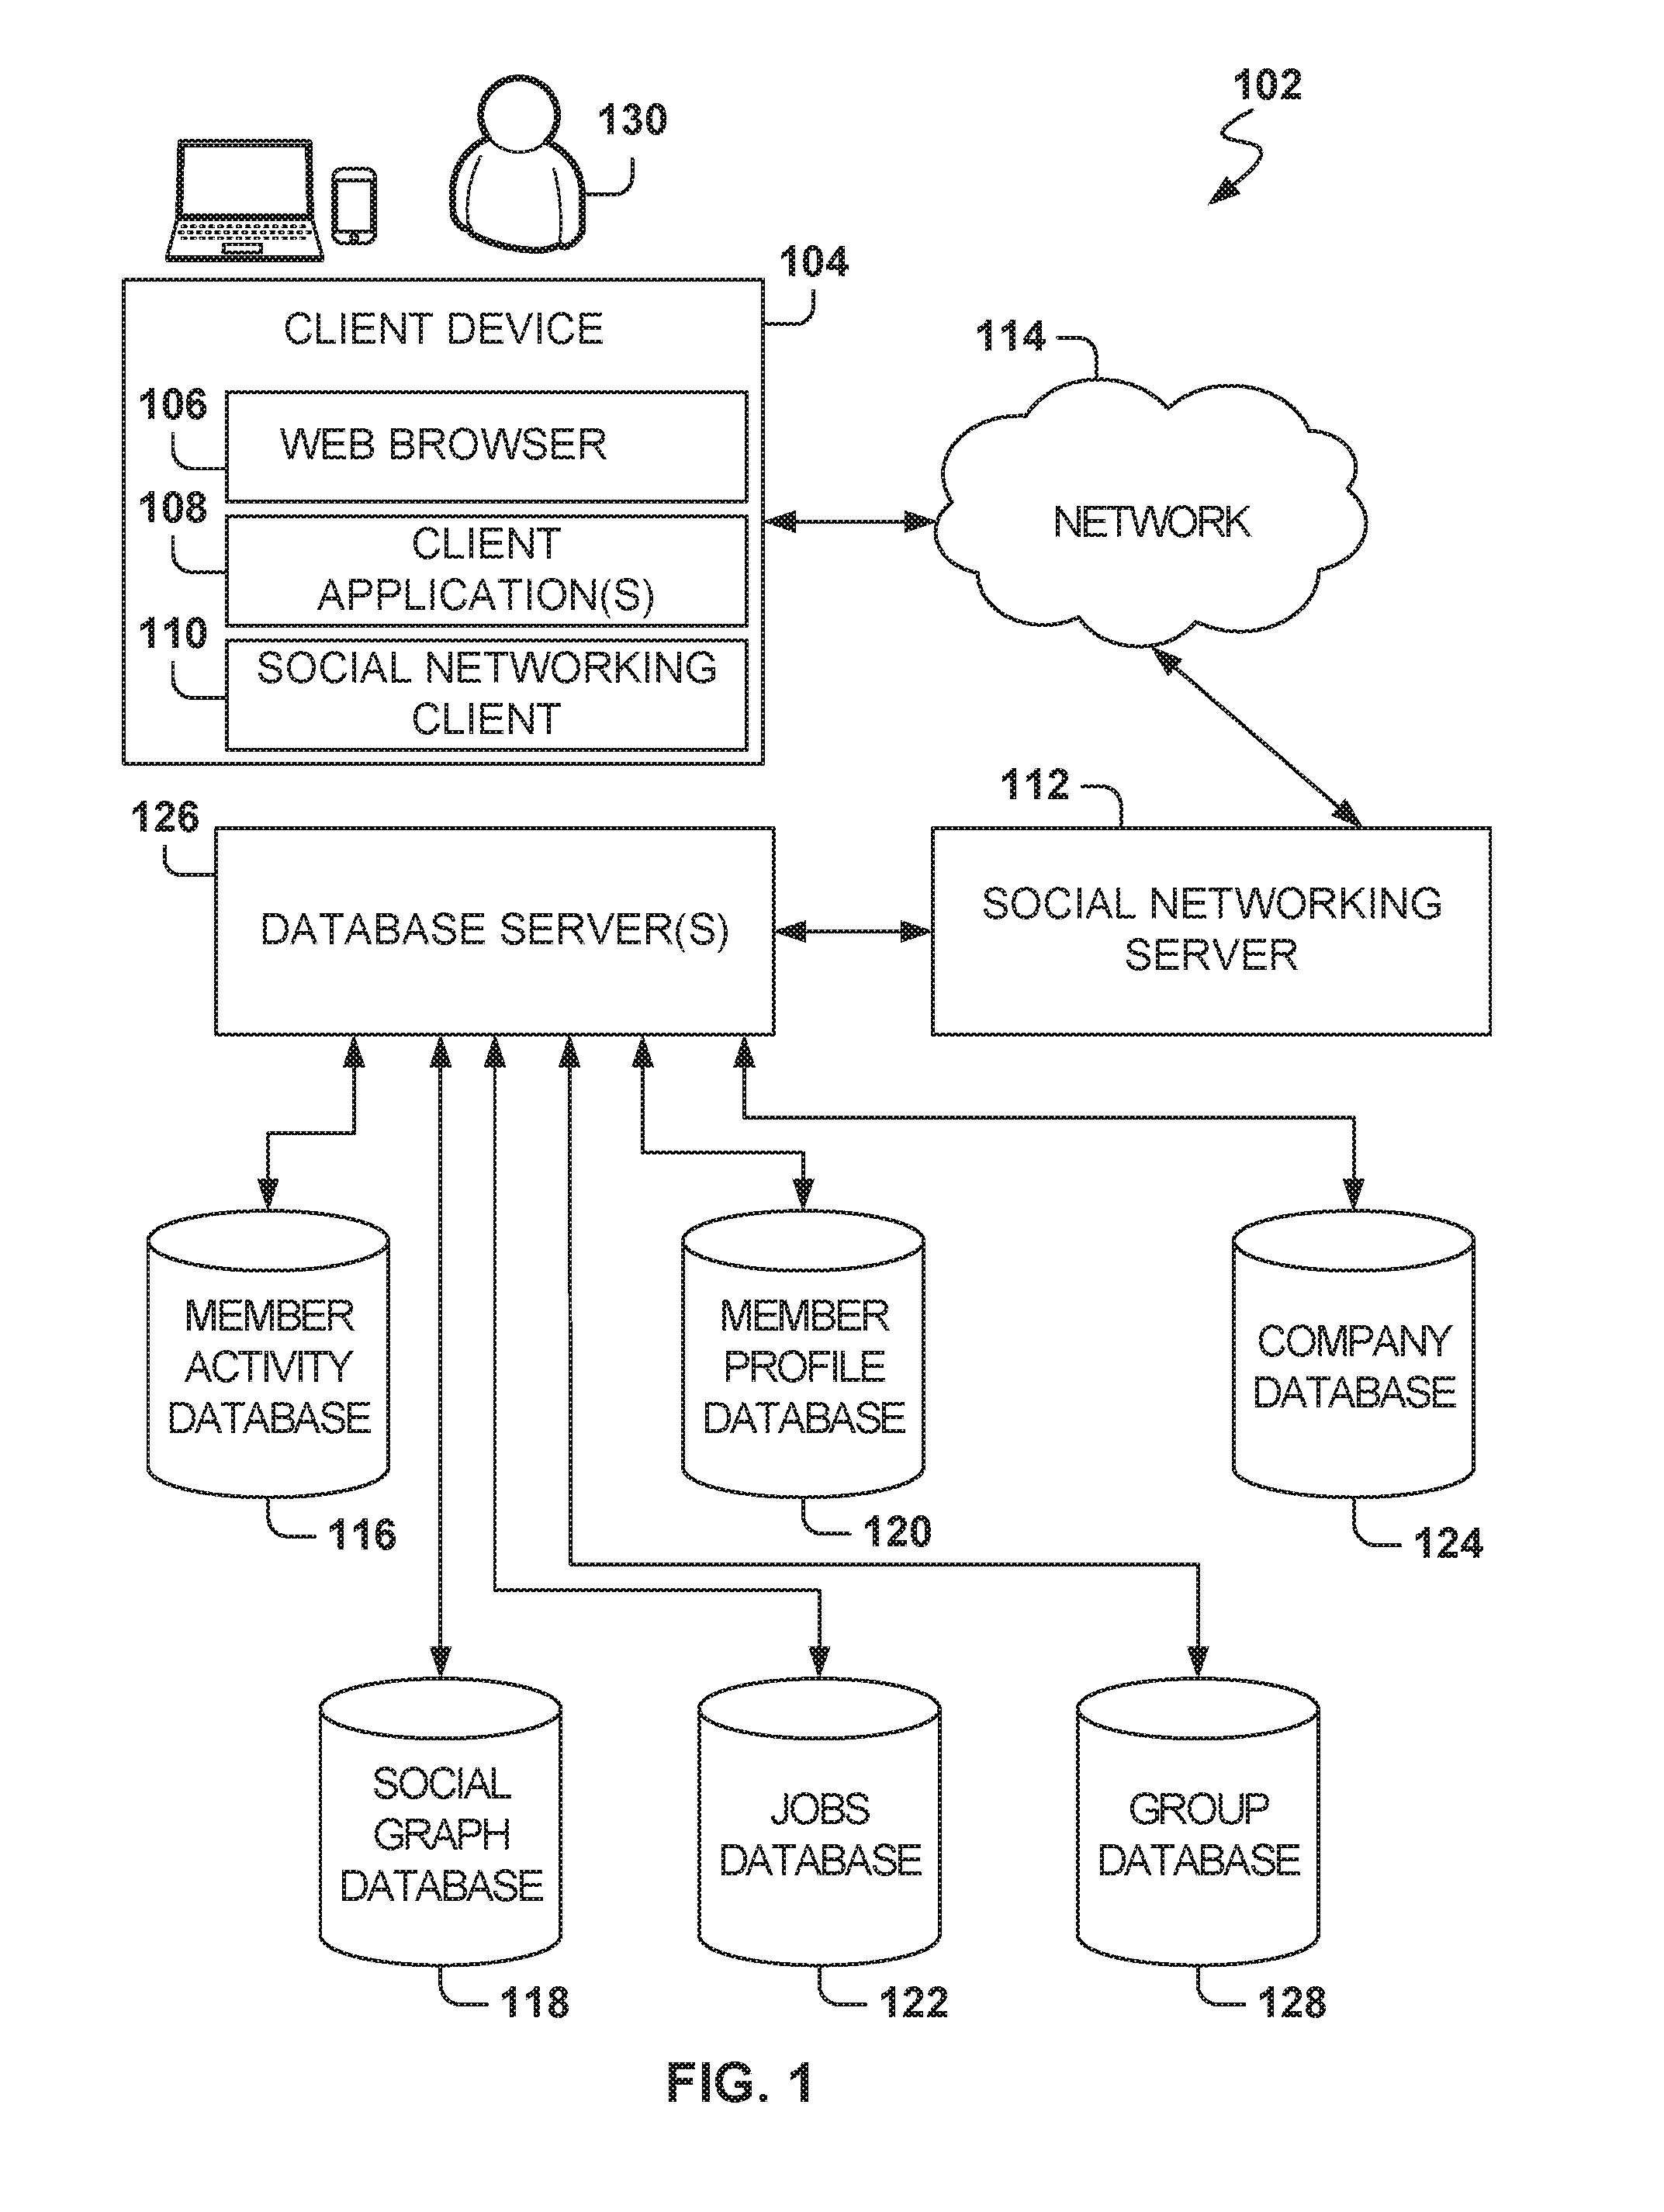 130
102
104
CLIENT DEVICE
114
106
WEB BROWSER
108
CLIENT
APPLICATION(S)
NETWORK
110
SOCIAL NETWORKING
CLIENT
112
126
DATABASE SERVER(S)
SOCIAL NETWORKING
SERVER
MEMBER
ACTIVITY
DATABASE
MEMBER
PROFILE
DATABASE
COMPANY
DATABASE
116
120
124
SOCIAL
GRAPH
DATABASE
JOBS
DATABASE
GROUP
DATABASE
118
122
128
FIG. 1